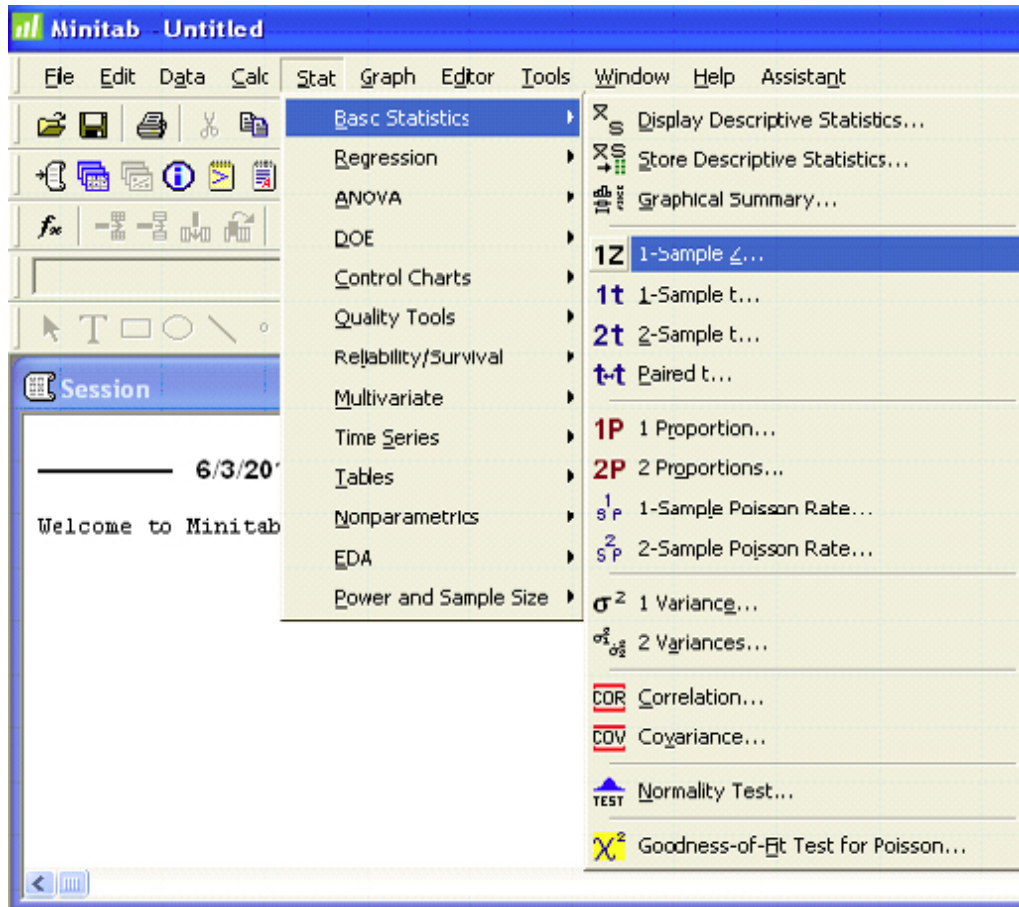 Minitab - Untitled
File Edit Data Calc Stat Graph Editor Tools Window Help Assistant
Basic Statistics
Regression
ANOVA
DOE
Control Charts
Quality Tools
Reliability/Survival
Multivariate
Time Series
Tables
Nonparametrics
EDA
Power and Sample Size
Display Descriptive Statistics...
Store Descriptive Statistics...
Graphical Summary...
1Z 1-Sample Z...
1t 1-Sample t...
2t 2-Sample t...
t-t Paired t...
1P 1 Proportion...
2P 2 Proportions...
1-Sample Poisson Rate...
2-Sample Poisson Rate...
σ² 1 Variance...
2 Variances...
COR Correlation...
COV Covariance...
TEST Normality Test...
χ² Goodness-of-Fit Test for Poisson...
Session
6/3/20
Welcome to Minitab